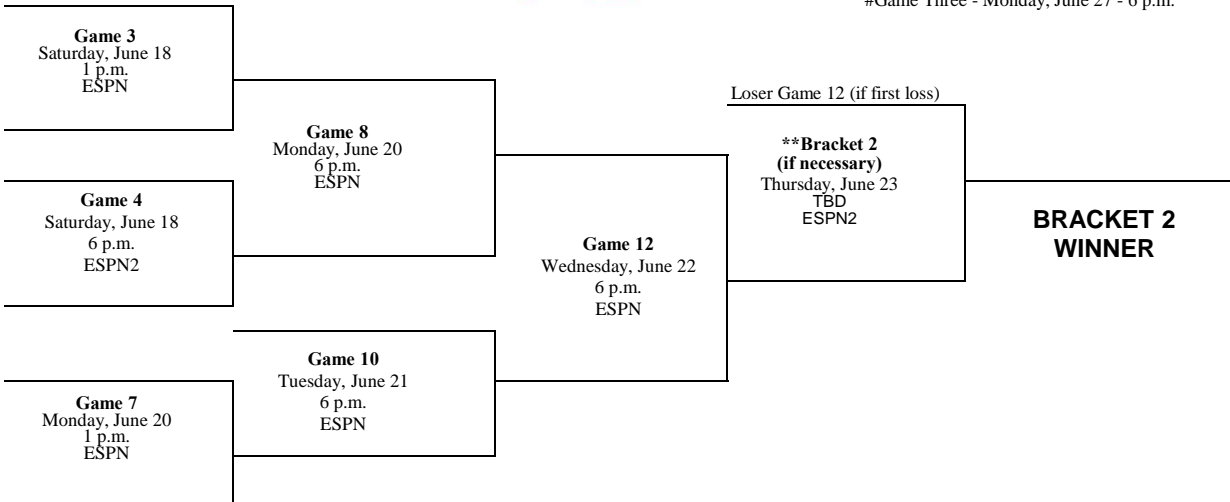 #Game Three - Monday, June 27 - 6 p.m.
Game 3
Saturday, June 18
1 p.m.
ESPN
Game 8
Monday, June 20
6 p.m.
ESPN
Game 4
Saturday, June 18
6 p.m.
ESPN2
Game 12
Wednesday, June 22
6 p.m.
ESPN
Loser Game 12 (if first loss)
**Bracket 2
(if necessary)
Thursday, June 23
TBD
ESPN2
BRACKET 2
WINNER
Game 10
Tuesday, June 21
6 p.m.
ESPN
Game 7
Monday, June 20
1 p.m.
ESPN